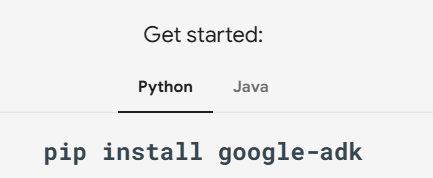 Get started:
Python Java
pip install google-adk